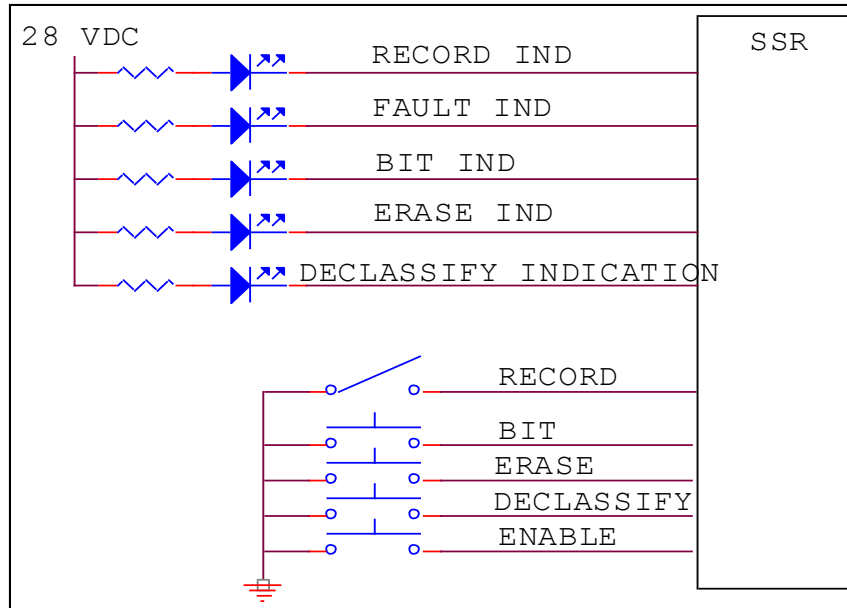 28 VDC
SSR
RECORD IND
FAULT IND
BIT IND
ERASE IND
DECLASSIFY INDICATION
RECORD
BIT
ERASE
DECLASSIFY
ENABLE